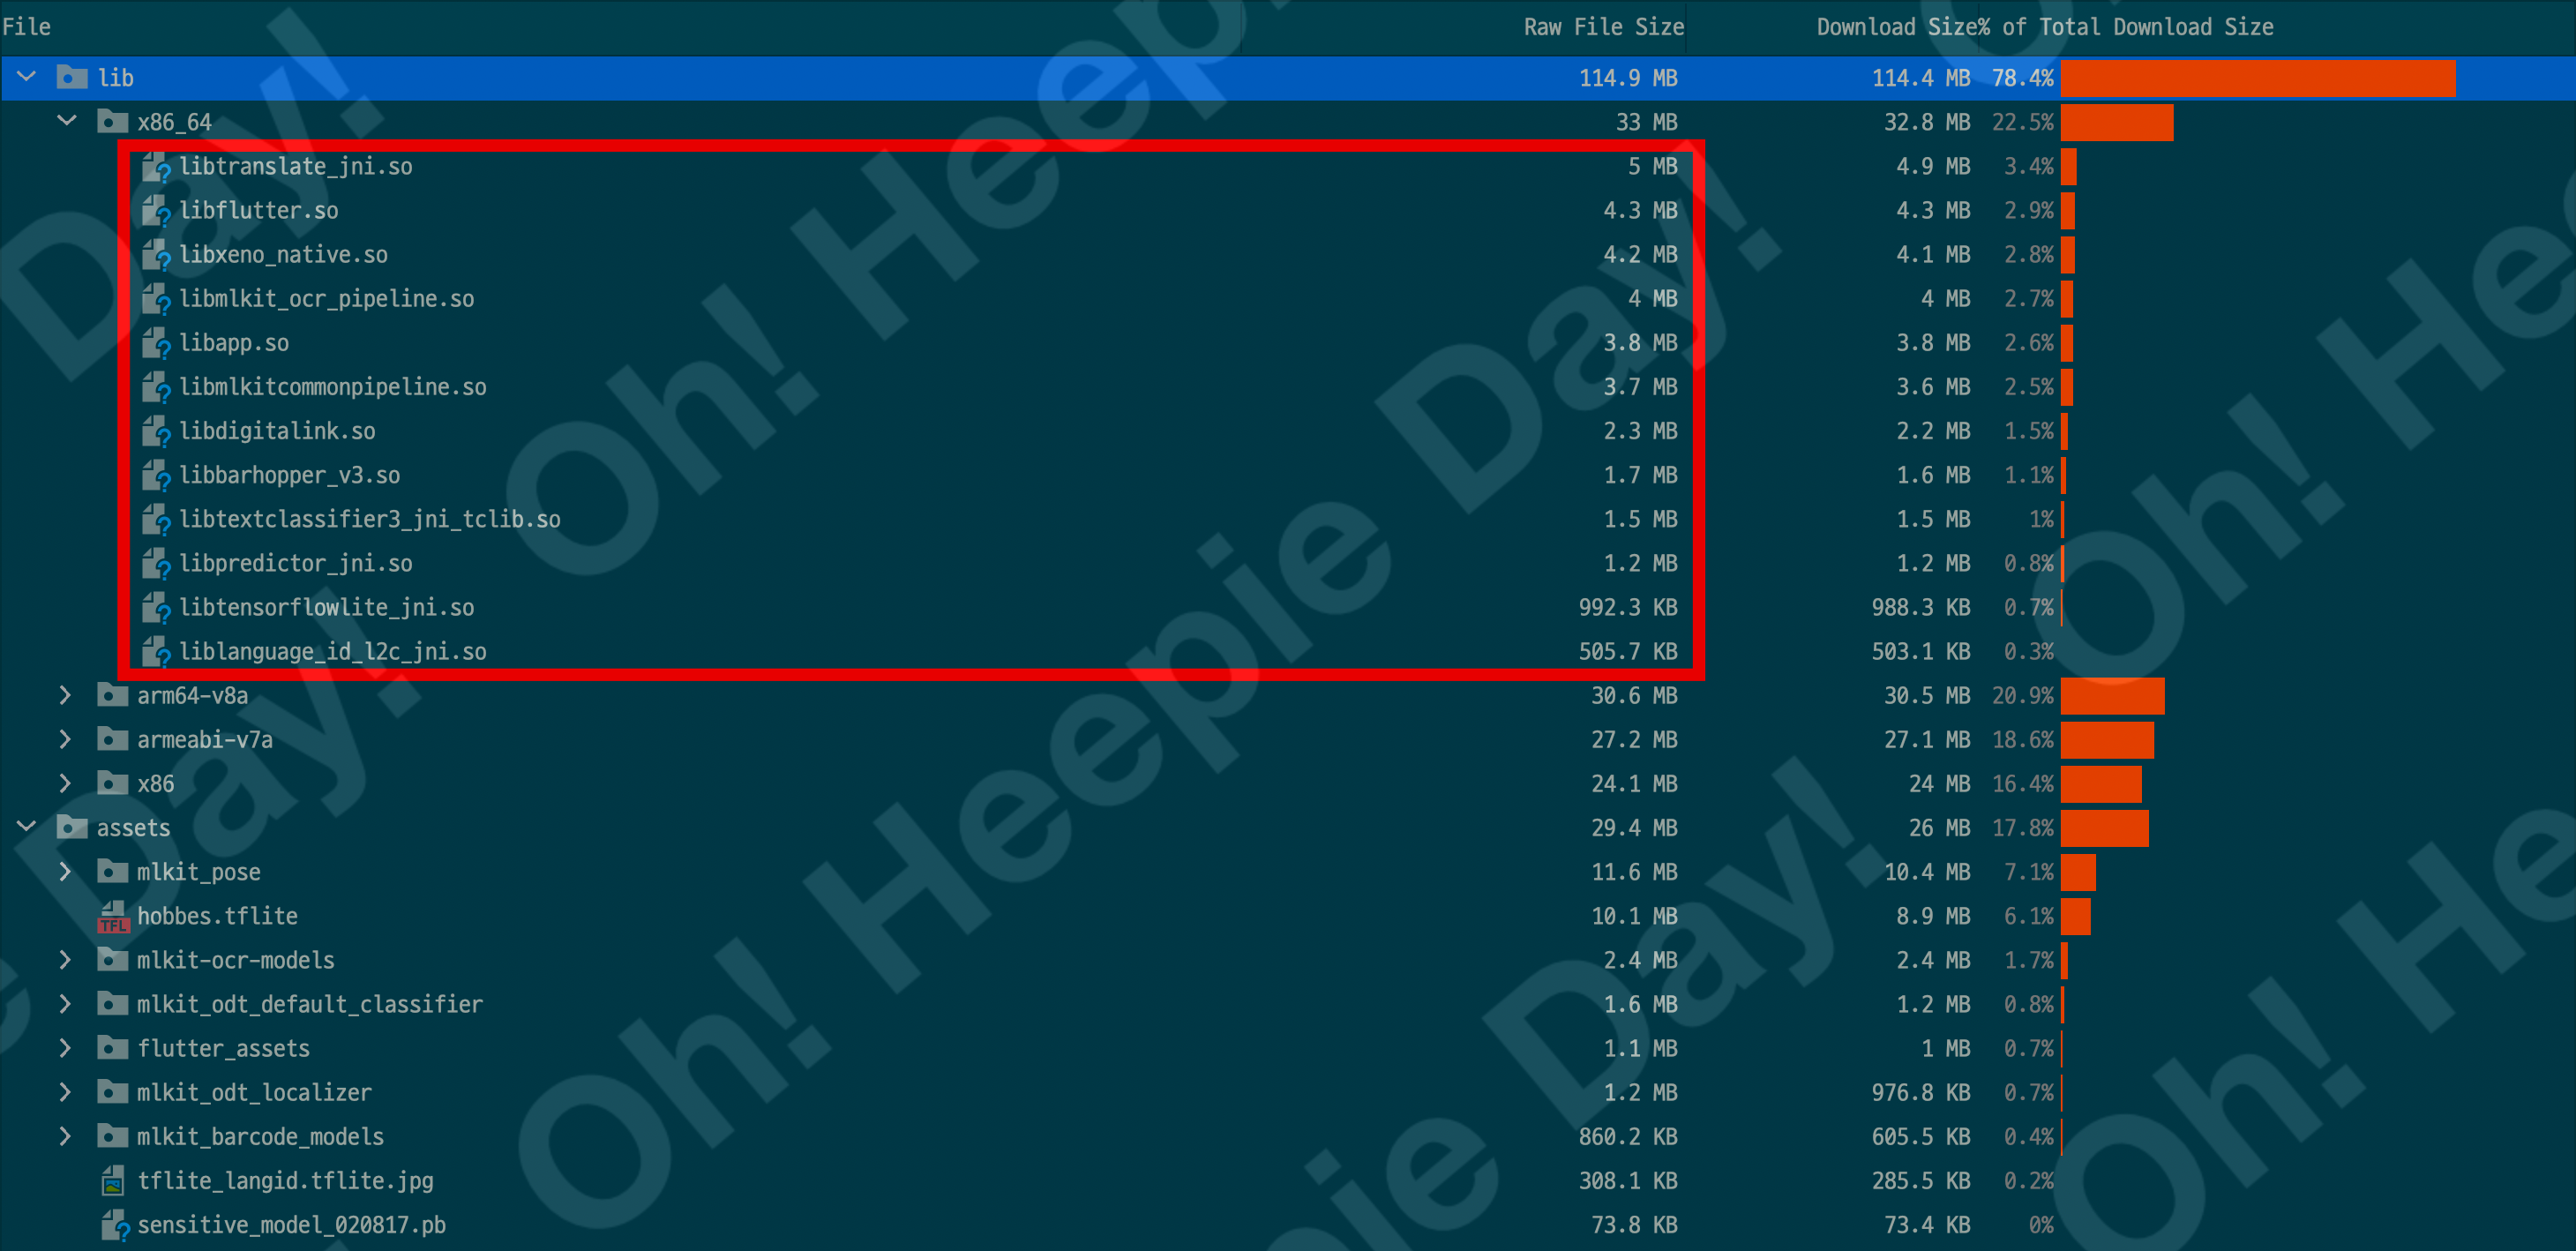 File Raw File Size Download Size % of Total Download Size
lib 114.9 MB 114.4 MB 78.4%
x86_64 33 MB 32.8 MB 22.5%
libtranslate_jni.so 5 MB 4.9 MB 3.4%
libflutter.so 4.3 MB 4.3 MB 2.9%
libxeno_native.so 4.2 MB 4.1 MB 2.8%
libmlkit_ocr_pipeline.so 4 MB 4 MB 2.7%
libapp.so 3.8 MB 3.8 MB 2.6%
libmlkitcommonpipeline.so 3.7 MB 3.6 MB 2.5%
libdigitalink.so 2.3 MB 2.2 MB 1.5%
libbarhopper_v3.so 1.7 MB 1.6 MB 1.1%
libtextclassifier3_jni_tclib.so 1.5 MB 1.5 MB 1%
libpredictor_jni.so 1.2 MB 1.2 MB 0.8%
libtensorflowlite_jni.so 992.3 KB 988.3 KB 0.7%
liblanguage_id_l2c_jni.so 505.7 KB 503.1 KB 0.3%
arm64-v8a 30.6 MB 30.5 MB 20.9%
armeabi-v7a 27.2 MB 27.1 MB 18.6%
x86 24.1 MB 24 MB 16.4%
assets 29.4 MB 26 MB 17.8%
mlkit_pose 11.6 MB 10.4 MB 7.1%
TFL hobbes.tflite 10.1 MB 8.9 MB 6.1%
mlkit-ocr-models 2.4 MB 2.4 MB 1.7%
mlkit_odt_default_classifier 1.6 MB 1.2 MB 0.8%
flutter_assets 1.1 MB 1 MB 0.7%
mlkit_odt_localizer 1.2 MB 976.8 KB 0.7%
mlkit_barcode_models 860.2 KB 605.5 KB 0.4%
tflite_langid.tflite.jpg 308.1 KB 285.5 KB 0.2%
sensitive_model_020817.pb 73.8 KB 73.4 KB 0%
Day!
Oh! Heepie Day!
Oh! Heepie Day!
Oh! Hee
Oh! Hee